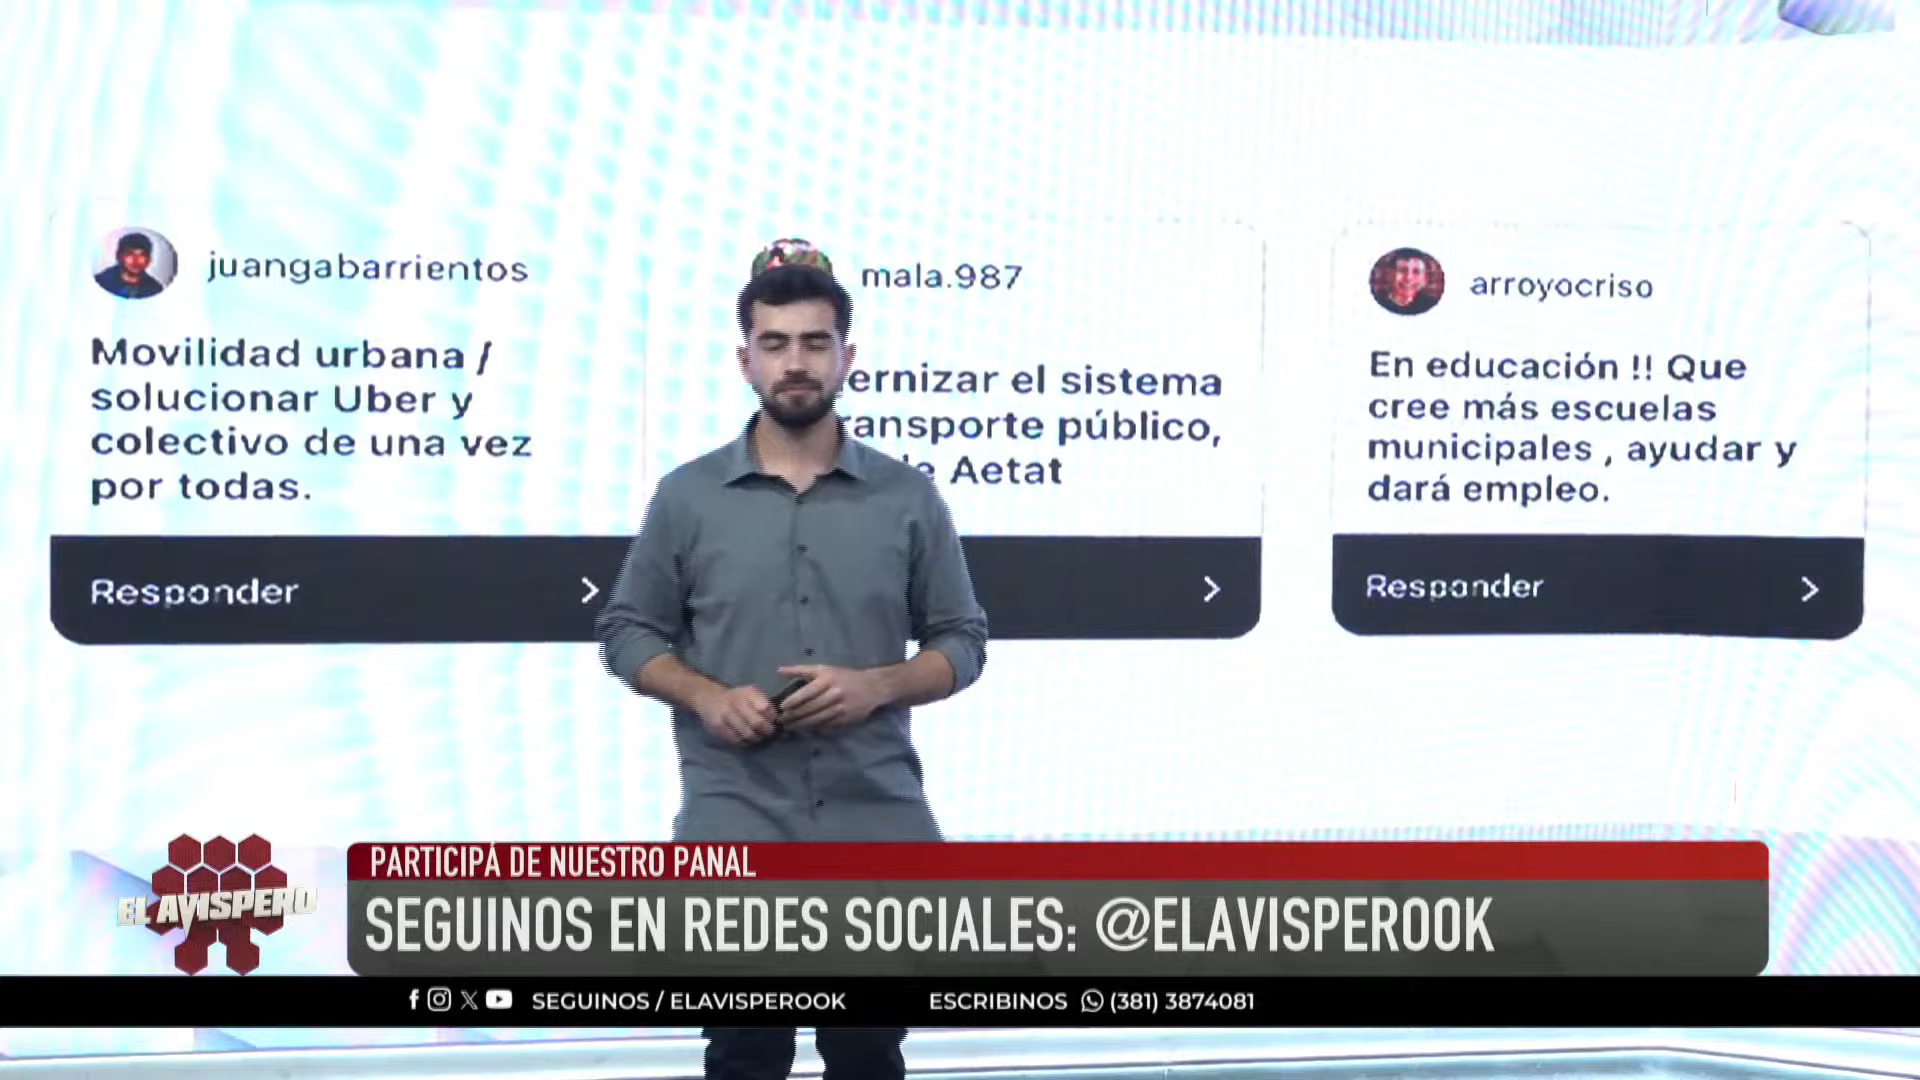 juangabarrientos
Movilidad urbana /
solucionar Uber y
colectivo de una vez
por todas.
Responder
mala.987
ernizar el sistema
ransporte público,
Aetat
arroyocriso
En educación !! Que
cree más escuelas
municipales , ayudar y
dará empleo.
Responder
EL AVISPERO
PARTICIPÁ DE NUESTRO PANAL
SEGUINOS EN REDES SOCIALES: @ELAVISPEROOK
SEGUINOS / ELAVISPEROOK ESCRIBINOS (381) 3874081